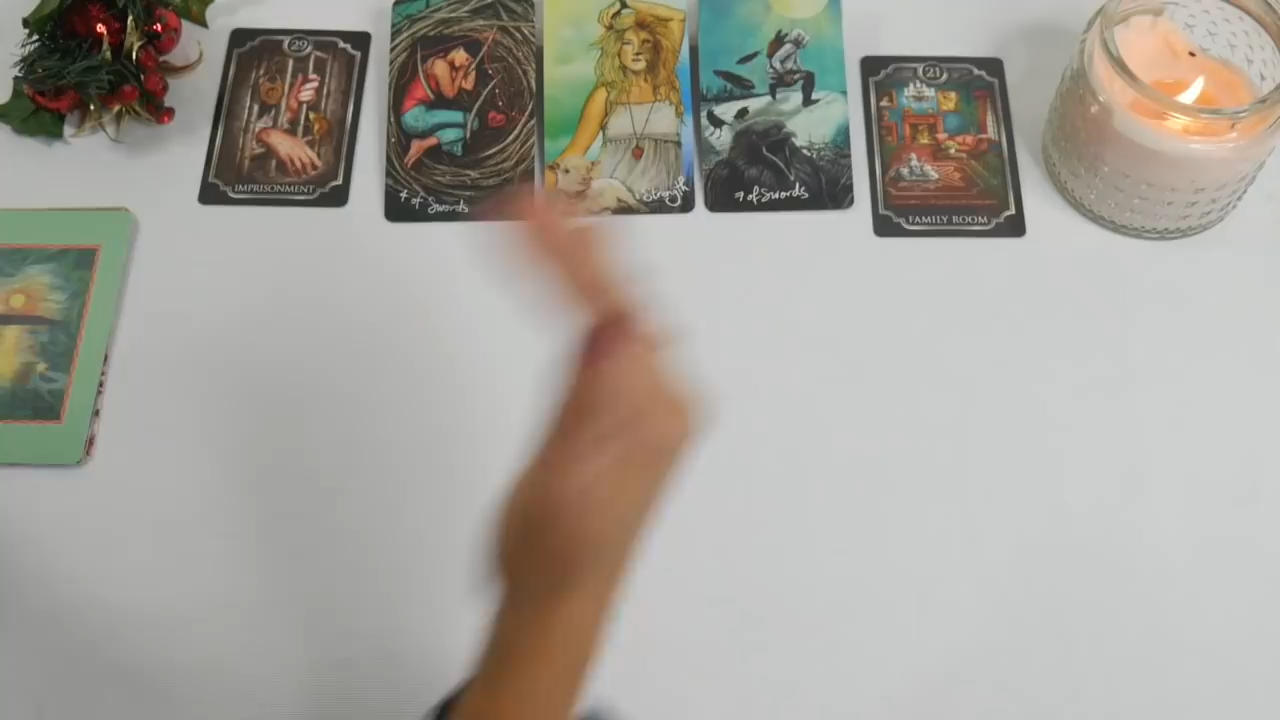 29
IMPRISONMENT
4 of Swords
Strength
7 of Swords
21
FAMILY ROOM